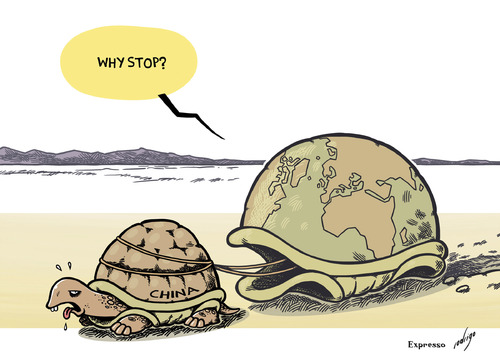 WHY STOP?
CHINA
Expresso rodrigo